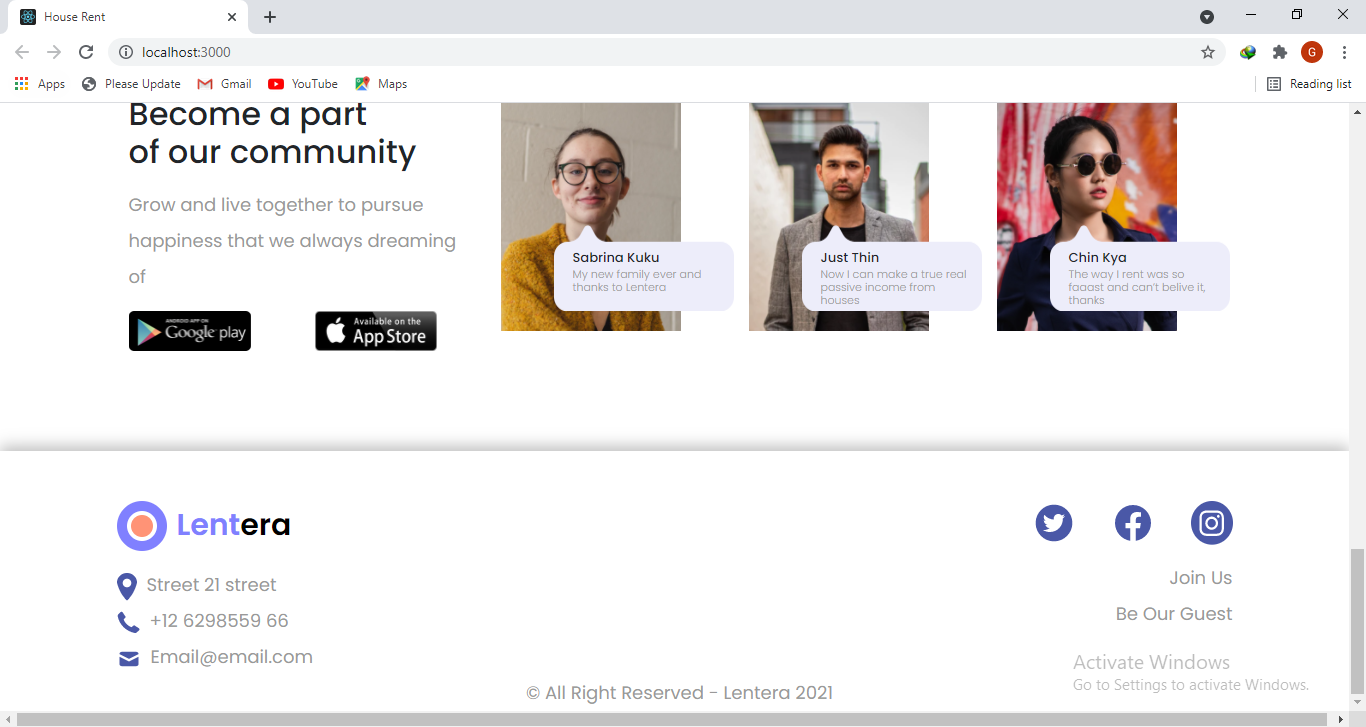 House Rent
localhost:3000
G
Apps
Please Update
Gmail
YouTube
Maps
Reading list
Become a part
of our community
Grow and live together to pursue
happiness that we always dreaming
of
ANDROID APP ON
Google play
Available on the
App Store
Sabrina Kuku
My new family ever and
thanks to Lentera
Just Thin
Now I can make a true real
passive income from
houses
Chin Kya
The way I rent was so
faaast and can't belive it,
thanks
Lentera
Street 21 street
+12 6298559 66
Email@email.com
Join Us
Be Our Guest
Activate Windows
Go to Settings to activate Windows.
© All Right Reserved - Lentera 2021